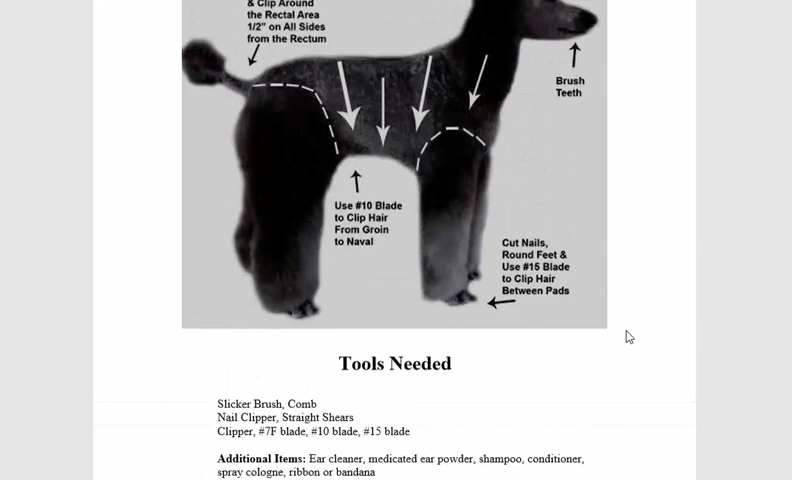 & Clip Around
the Rectal Area
1/2" on All Sides
from the Rectum
Brush
Teeth
Use #10 Blade
to Clip Hair
From Groin
to Naval
Cut Nails,
Round Feet &
Use #15 Blade
to Clip Hair
Between Pads
Tools Needed
Slicker Brush, Comb
Nail Clipper, Straight Shears
Clipper, #7F blade, #10 blade, #15 blade
Additional Items: Ear cleaner, medicated ear powder, shampoo, conditioner,
spray cologne, ribbon or bandana